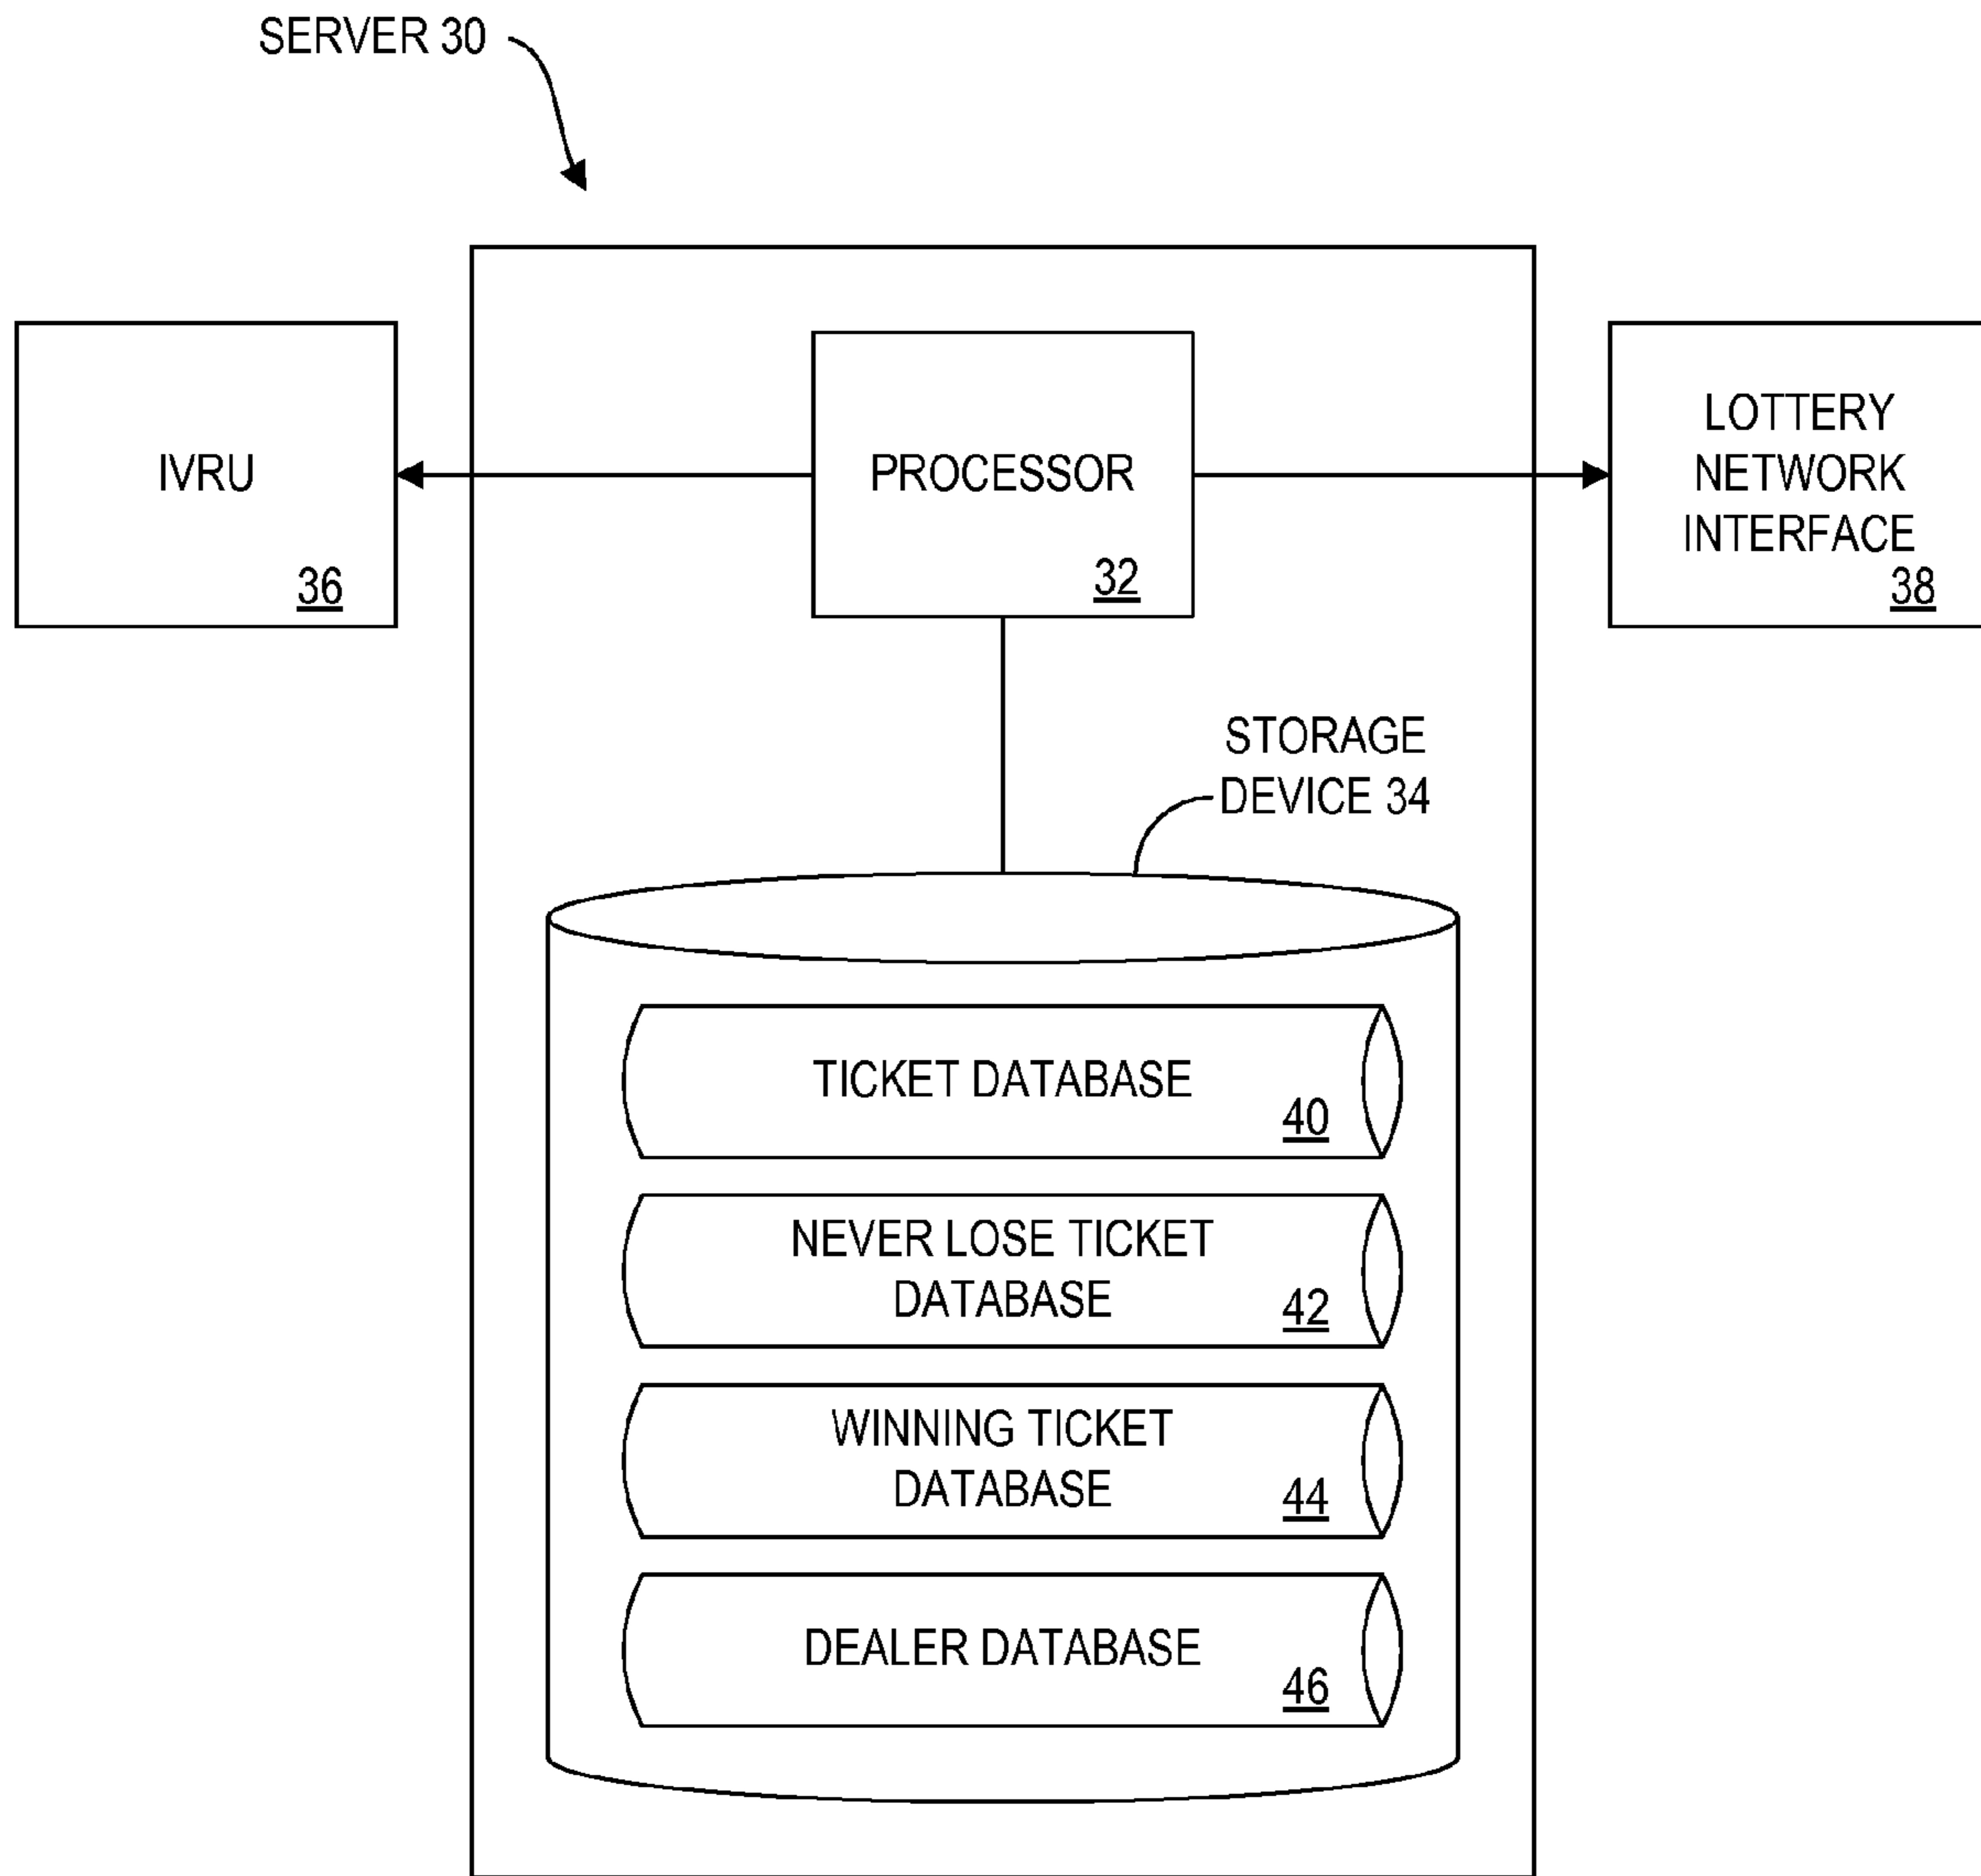 SERVER 30
IVRU
36
PROCESSOR
32
LOTTERY
NETWORK
INTERFACE
38
STORAGE
DEVICE 34
TICKET DATABASE
40
NEVER LOSE TICKET
DATABASE
42
WINNING TICKET
DATABASE
44
DEALER DATABASE
46